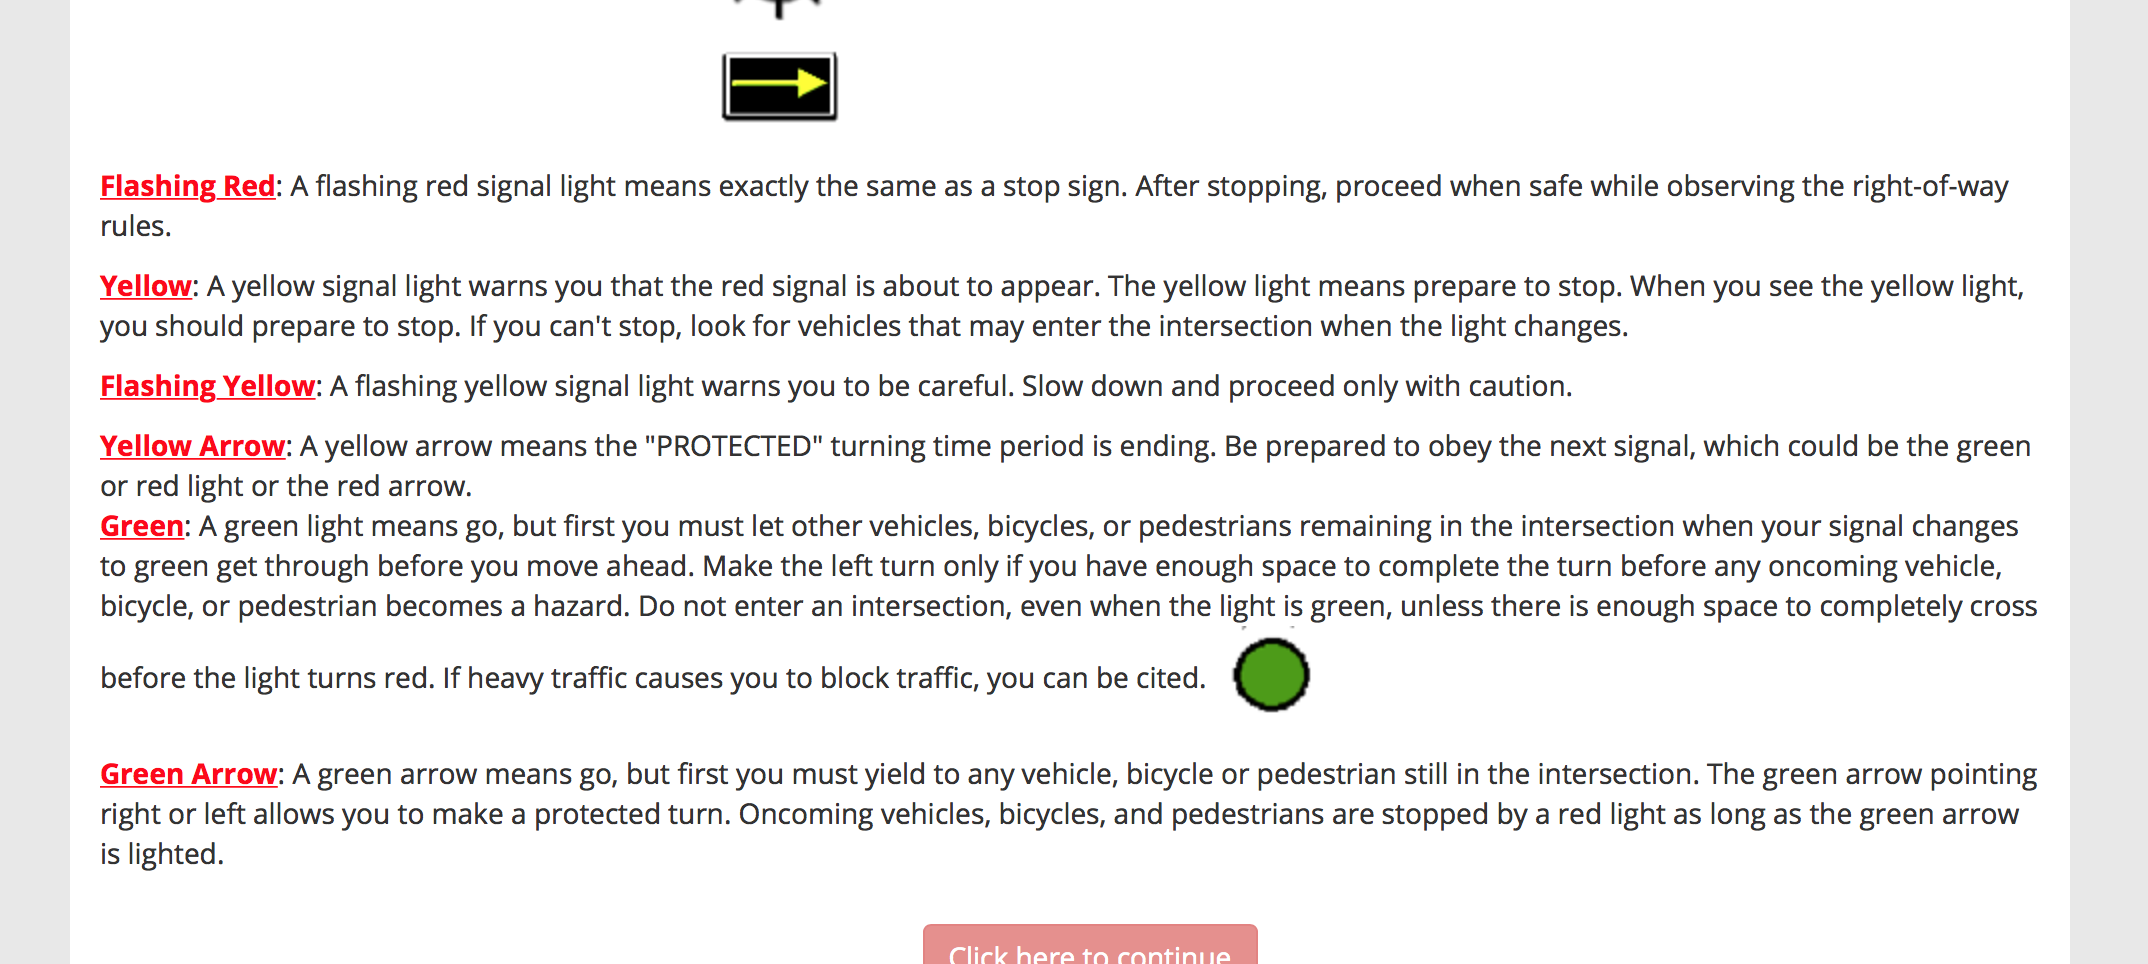 Flashing Red: A flashing red signal light means exactly the same as a stop sign. After stopping, proceed when safe while observing the right-of-way
rules.
Yellow: A yellow signal light warns you that the red signal is about to appear. The yellow light means prepare to stop. When you see the yellow light,
you should prepare to stop. If you can't stop, look for vehicles that may enter the intersection when the light changes.
Flashing Yellow: A flashing yellow signal light warns you to be careful. Slow down and proceed only with caution.
Yellow Arrow: A yellow arrow means the "PROTECTED" turning time period is ending. Be prepared to obey the next signal, which could be the green
or red light or the red arrow.
Green: A green light means go, but first you must let other vehicles, bicycles, or pedestrians remaining in the intersection when your signal changes
to green get through before you move ahead. Make the left turn only if you have enough space to complete the turn before any oncoming vehicle,
bicycle, or pedestrian becomes a hazard. Do not enter an intersection, even when the light is green, unless there is enough space to completely cross
before the light turns red. If heavy traffic causes you to block traffic, you can be cited.
Green Arrow: A green arrow means go, but first you must yield to any vehicle, bicycle or pedestrian still in the intersection. The green arrow pointing
right or left allows you to make a protected turn. Oncoming vehicles, bicycles, and pedestrians are stopped by a red light as long as the green arrow
is lighted.
Click here to continue